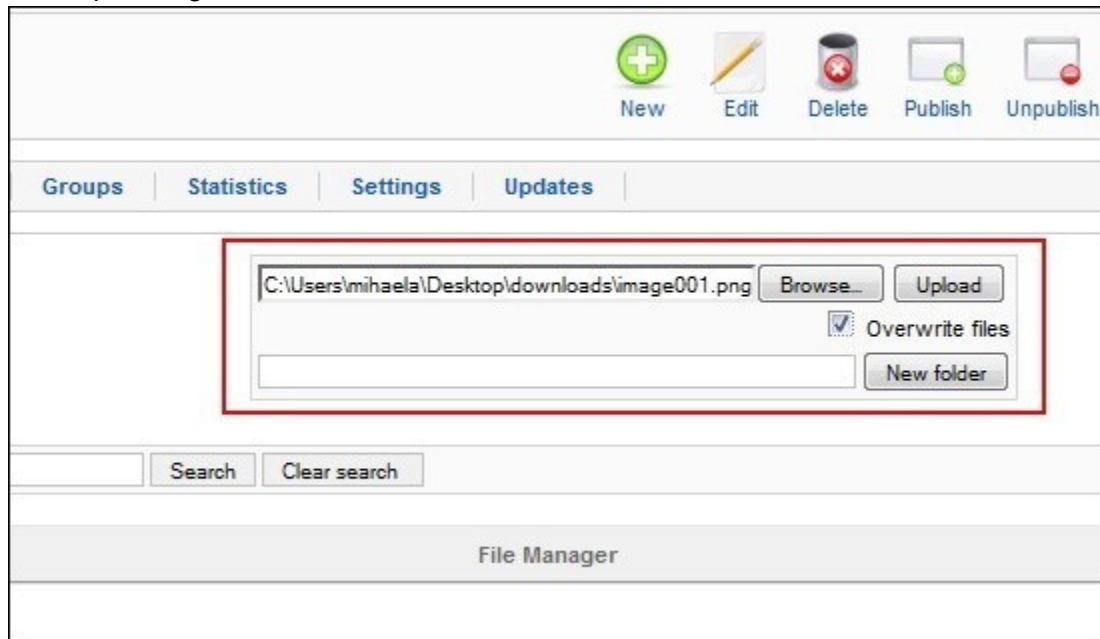 New Edit Delete Publish Unpublish
Groups Statistics Settings Updates
C:\Users\mihaela\Desktop\downloads\image001.png Browse... Upload
Overwrite files
New folder
Search Clear search
File Manager